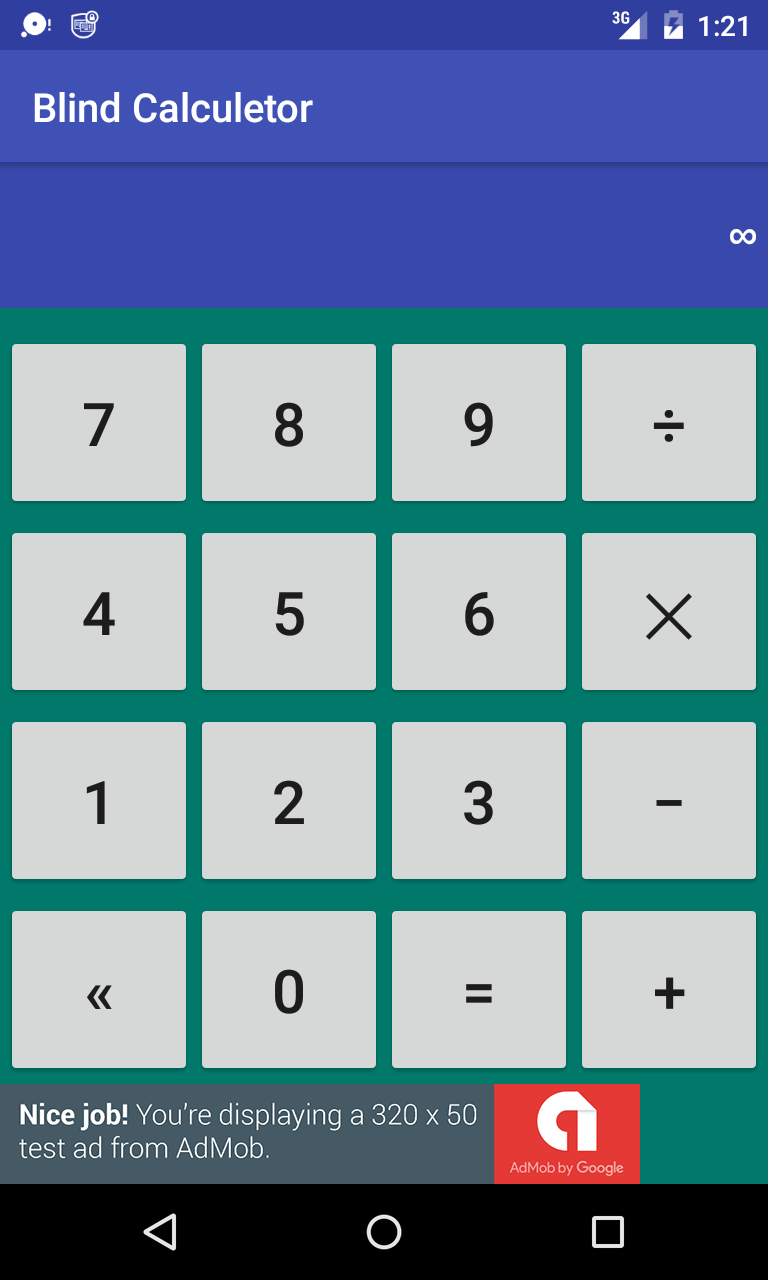 3G 1:21
Blind Calculetor
∞
7 8 9 ÷
4 5 6 ×
1 2 3 −
« 0 = +
Nice job! You're displaying a 320 x 50
test ad from AdMob.
AdMob by Google